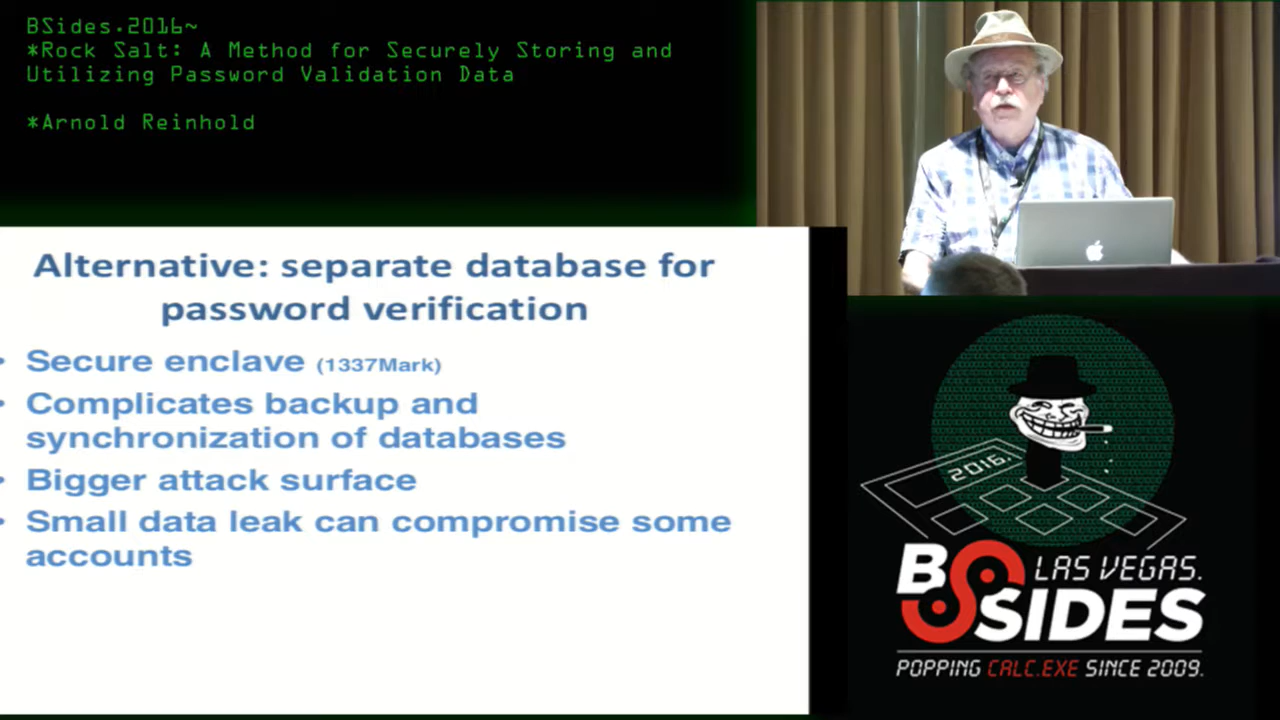 BSides.2016~
*Rock Salt: A Method for Securely Storing and
Utilizing Password Validation Data
*Arnold Reinhold
Alternative: separate database for
password verification
• Secure enclave (1337Mark)
• Complicates backup and
synchronization of databases
• Bigger attack surface
• Small data leak can compromise some
accounts
2016.
BSIDES
LAS VEGAS.
POPPING CALC.EXE SINCE 2009.